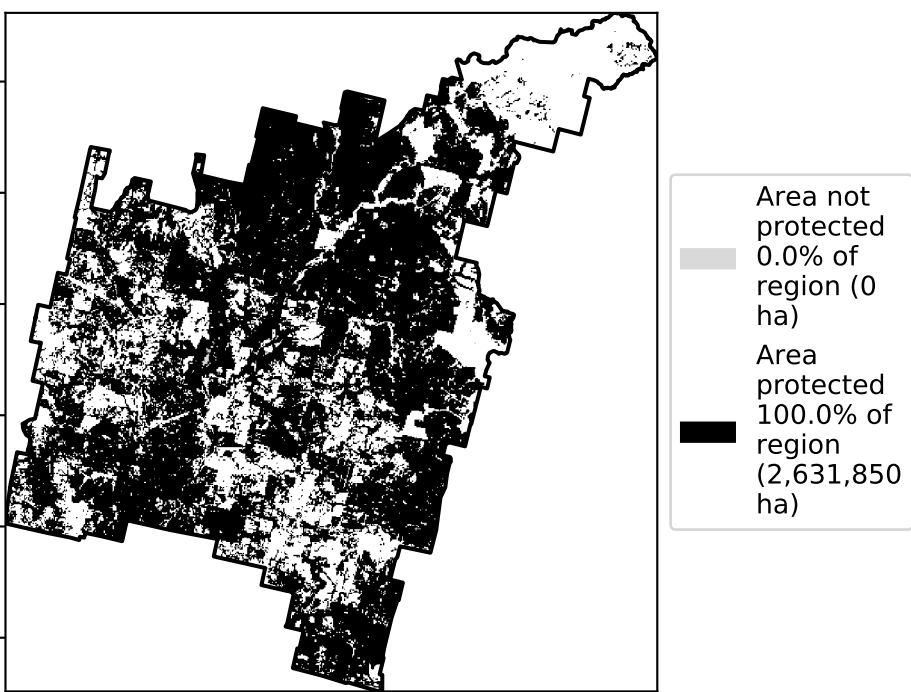 Area not
protected
0.0% of
region (0
ha)
Area
protected
100.0% of
region
(2,631,850
ha)